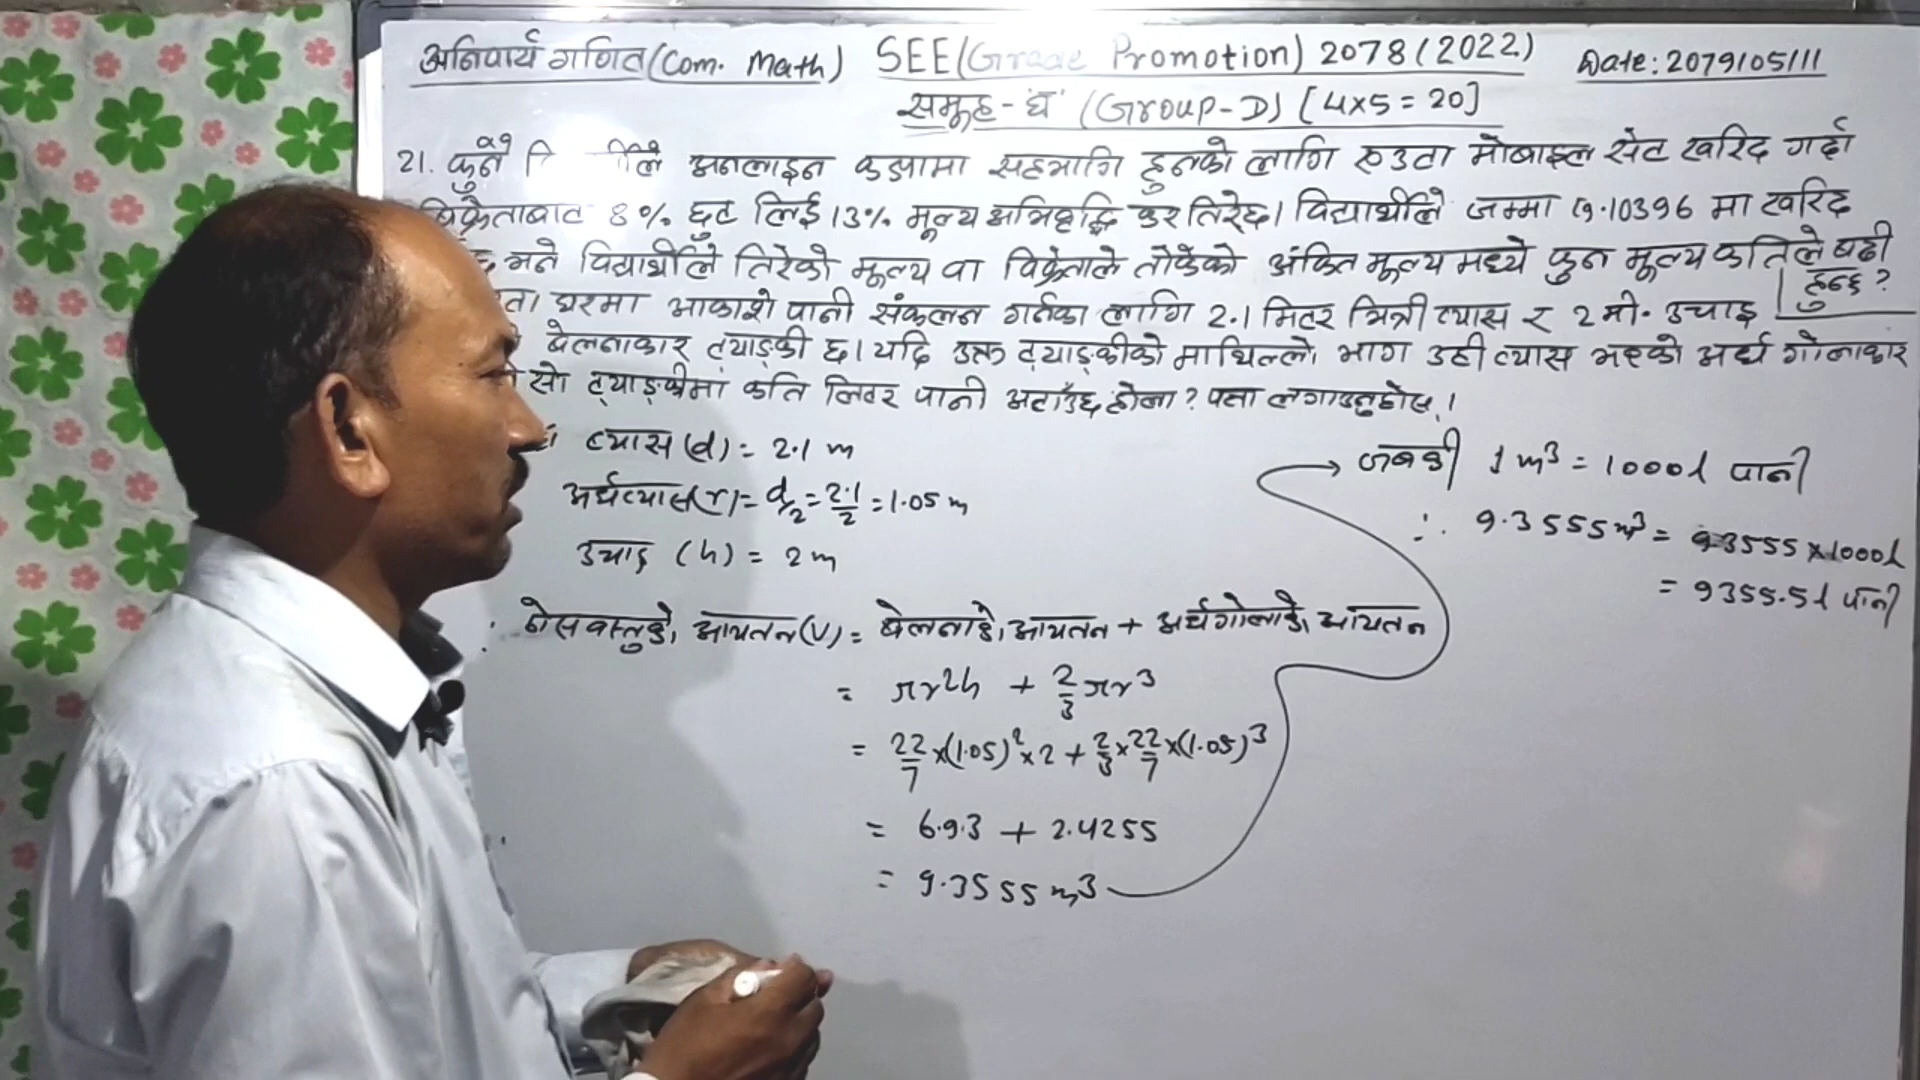 अनिवार्य गणित (Com. Math) SEE (Grade Promotion) 2078 (2022) Date: 2079/05/11
समूह - 'घ' (Group-D) [4x5 = 20]
21. कुनै ले अनलाइन कक्षामा सहभागि हुनको लागि एउटा मोबाइल सेट खरिद गर्दा
बिक्रेताबाट 8% छुट लिई 13% मूल्य अभिवृद्धि कर तिरेछ। विद्यार्थीले जम्मा रु.10396 मा खरिद
भने विद्यार्थीले तिरेको मूल्य वा विक्रेताले तोकेको अंकित मूल्य मध्ये कुन मूल्य कतिले बढी
हुन्छ?
घरमा आकाशे पानी संकलन गर्नका लागि 2.1 मिटर भित्री व्यास र 2 मी. उचाइ
बेलनाकार ट्याङ्की छ। यदि उक्त ट्याङ्कीको माथिल्लो भाग उही व्यास भएको अर्ध गोलाकार
सो ट्याङ्कीमा कति लिटर पानी अटाउँछ होला? पत्ता लगाउनुहोस्।
व्यास (d) = 2.1 m
अर्धव्यास (r) = d/2 = 2.1/2 = 1.05 m
उचाइ (h) = 2 m
ठोस वस्तुको आयतन (V) = बेलनाको आयतन + अर्धगोलाको आयतन
= πr²h + 2/3 πr³
= 22/7 x (1.05)² x 2 + 2/3 x 22/7 x (1.05)³
= 6.93 + 2.4255
= 9.3555 m³
जबकी 1 m³ = 1000 l पानी
∴ 9.3555 m³ = 9.3555 x 1000 l
= 9355.5 l पानी